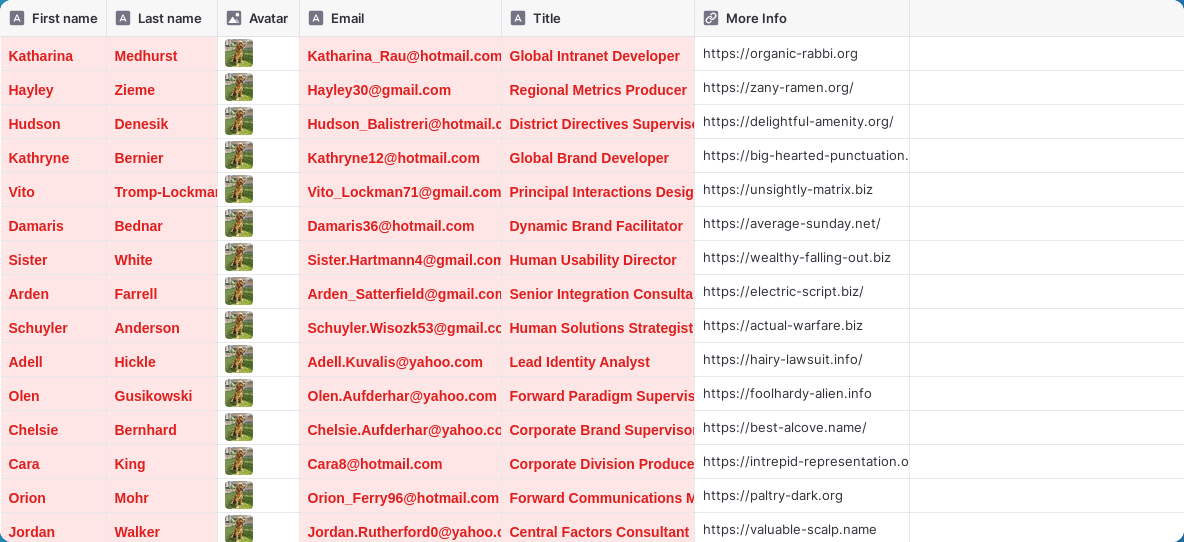 First name Last name Avatar Email Title More Info
Katharina Medhurst Katharina_Rau@hotmail.com Global Intranet Developer https://organic-rabbi.org
Hayley Zieme Hayley30@gmail.com Regional Metrics Producer https://zany-ramen.org/
Hudson Denesik Hudson_Balistreri@hotmail.c District Directives Superviso https://delightful-amenity.org/
Kathryne Bernier Kathryne12@hotmail.com Global Brand Developer https://big-hearted-punctuation.
Vito Tromp-Lockman Vito_Lockman71@gmail.com Principal Interactions Desig https://unsightly-matrix.biz
Damaris Bednar Damaris36@hotmail.com Dynamic Brand Facilitator https://average-sunday.net/
Sister White Sister.Hartmann4@gmail.com Human Usability Director https://wealthy-falling-out.biz
Arden Farrell Arden_Satterfield@gmail.con Senior Integration Consulta https://electric-script.biz/
Schuyler Anderson Schuyler.Wisozk53@gmail.co Human Solutions Strategist https://actual-warfare.biz
Adell Hickle Adell.Kuvalis@yahoo.com Lead Identity Analyst https://hairy-lawsuit.info/
Olen Gusikowski Olen.Aufderhar@yahoo.com Forward Paradigm Supervis https://foolhardy-alien.info
Chelsie Bernhard Chelsie.Aufderhar@yahoo.co Corporate Brand Supervisor https://best-alcove.name/
Cara King Cara8@hotmail.com Corporate Division Produce https://intrepid-representation.o
Orion Mohr Orion_Ferry96@hotmail.com Forward Communications M https://paltry-dark.org
Jordan Walker Jordan.Rutherford0@yahoo.c Central Factors Consultant https://valuable-scalp.name